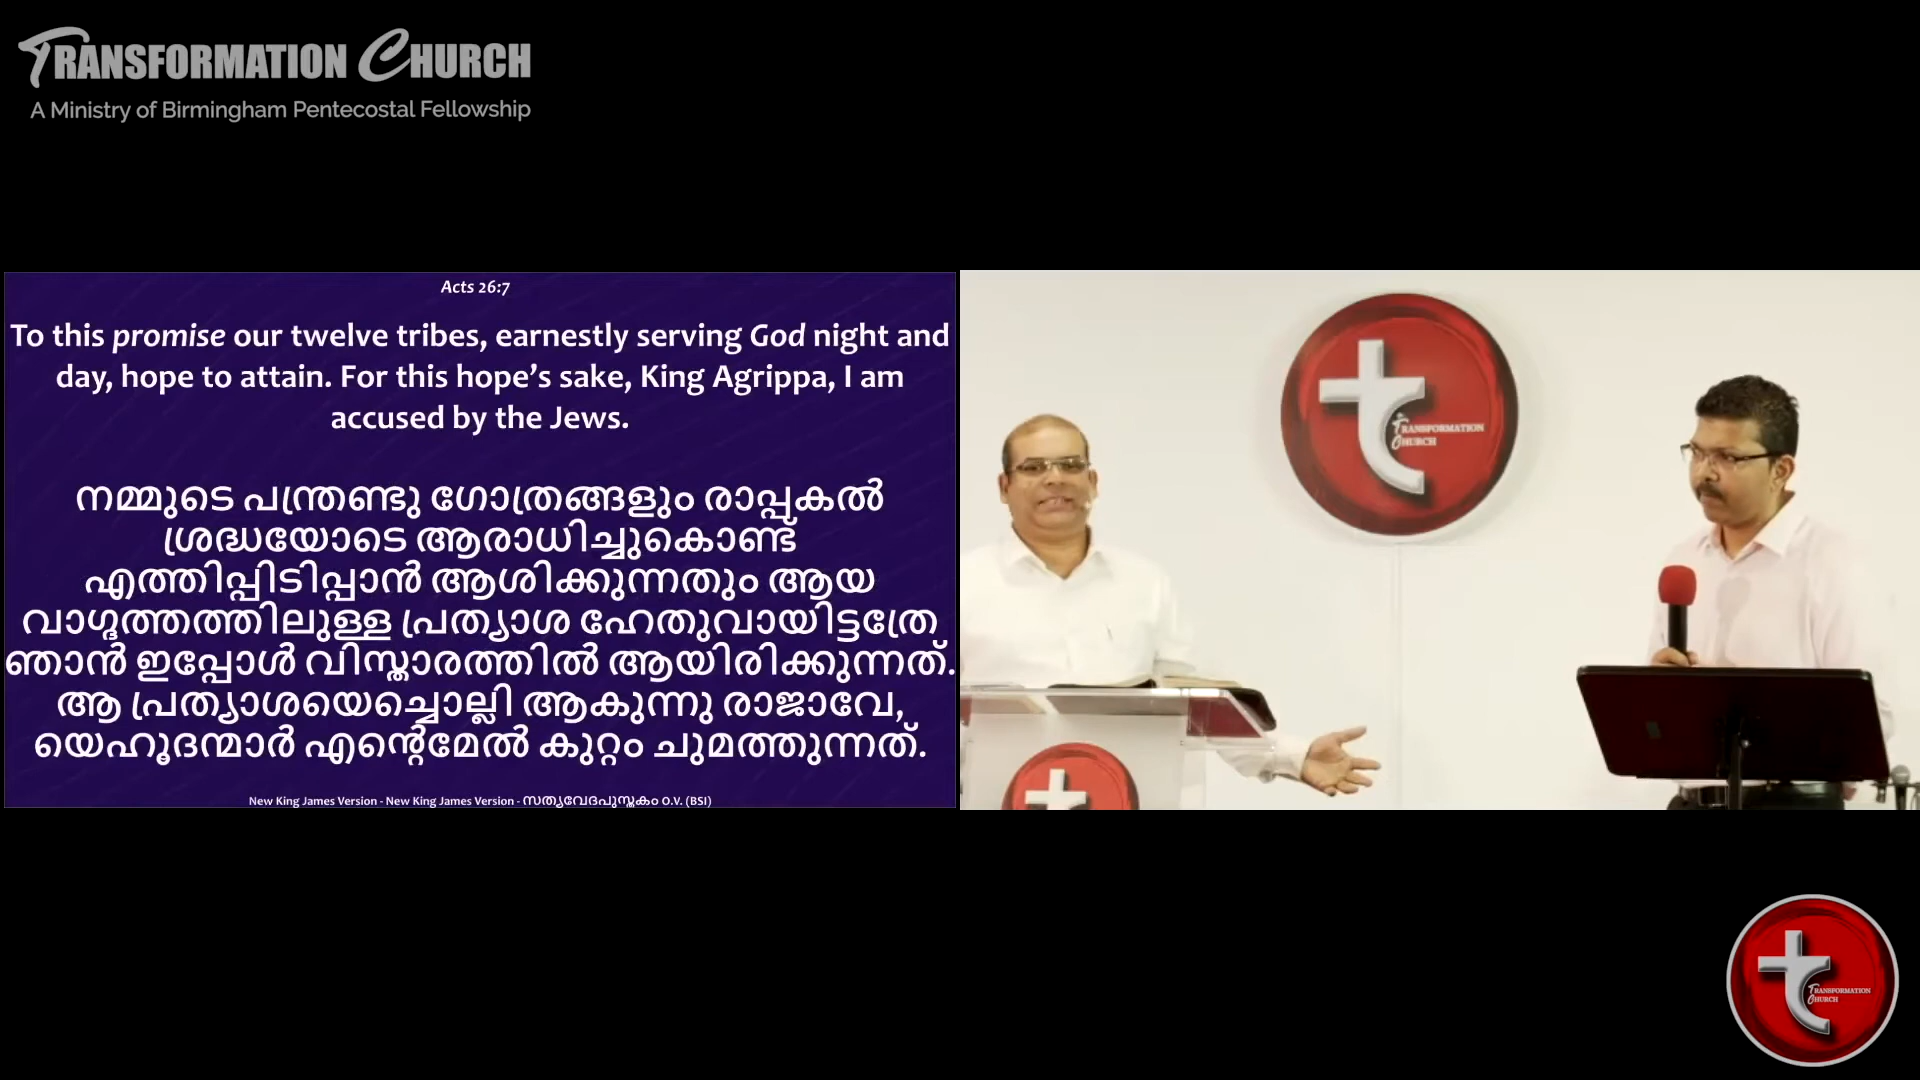 TRANSFORMATION CHURCH
A Ministry of Birmingham Pentecostal Fellowship
Acts 26:7
To this promise our twelve tribes, earnestly serving God night and
day, hope to attain. For this hope’s sake, King Agrippa, I am
accused by the Jews.
നമ്മുടെ പന്ത്രണ്ടു ഗോത്രങ്ങളും രാപ്പകൽ
ശ്രദ്ധയോടെ ആരാധിച്ചുകൊണ്ട്
എത്തിപ്പിടിപ്പാൻ ആശിക്കുന്നതും ആയ
വാഗ്ദത്തത്തിലുള്ള പ്രത്യാശ ഹേതുവായിട്ടത്രേ
ഞാൻ ഇപ്പോൾ വിസ്താരത്തിൽ ആയിരിക്കുന്നത്.
ആ പ്രത്യാശയെച്ചൊല്ലി ആകുന്നു രാജാവേ,
യെഹൂദന്മാർ എന്റെമേൽ കുറ്റം ചുമത്തുന്നത്.
New King James Version - New King James Version - സത്യവേദപുസ്തകം O.V. (BSI)
TRANSFORMATION
CHURCH
TRANSFORMATION
CHURCH